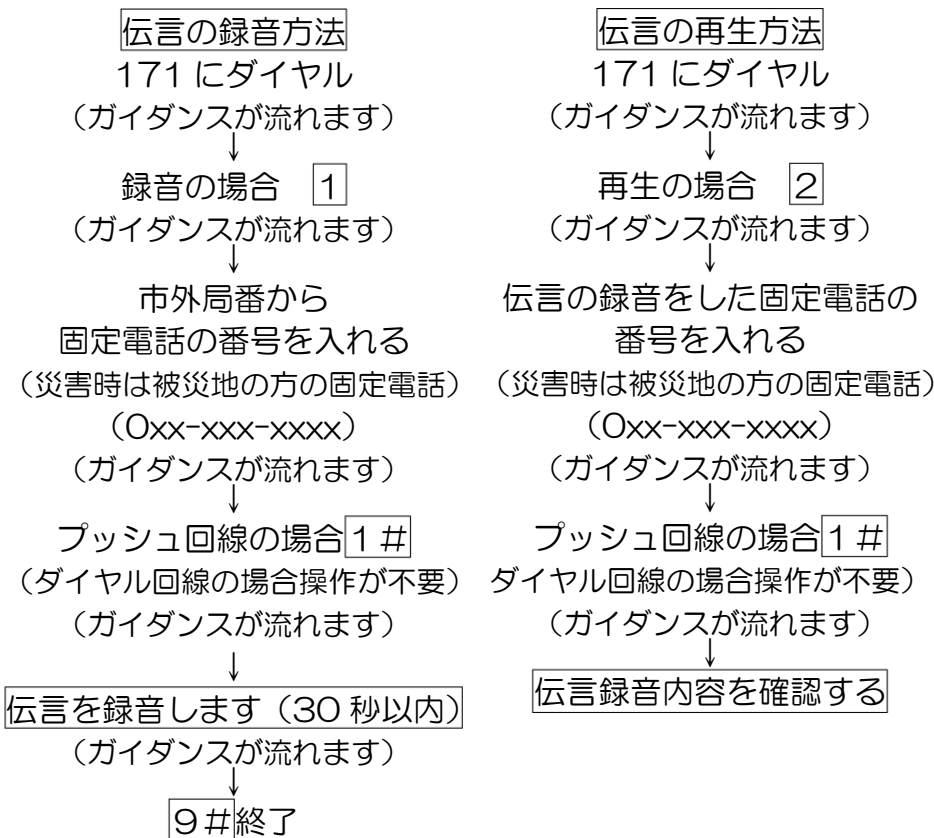 伝言の録音方法
171にダイヤル
（ガイダンスが流れます）
↓
録音の場合　1
（ガイダンスが流れます）
↓
市外局番から
固定電話の番号を入れる
（災害時は被災地の方の固定電話）
（0xx-xxx-xxxx）
（ガイダンスが流れます）
↓
プッシュ回線の場合1＃
（ダイヤル回線の場合操作が不要）
（ガイダンスが流れます）
↓
伝言を録音します（30秒以内）
（ガイダンスが流れます）
↓
9＃終了
伝言の再生方法
171にダイヤル
（ガイダンスが流れます）
↓
再生の場合　2
（ガイダンスが流れます）
↓
伝言の録音をした固定電話の
番号を入れる
（災害時は被災地の方の固定電話）
（0xx-xxx-xxxx）
（ガイダンスが流れます）
↓
プッシュ回線の場合1＃
ダイヤル回線の場合操作が不要）
（ガイダンスが流れます）
↓
伝言録音内容を確認する